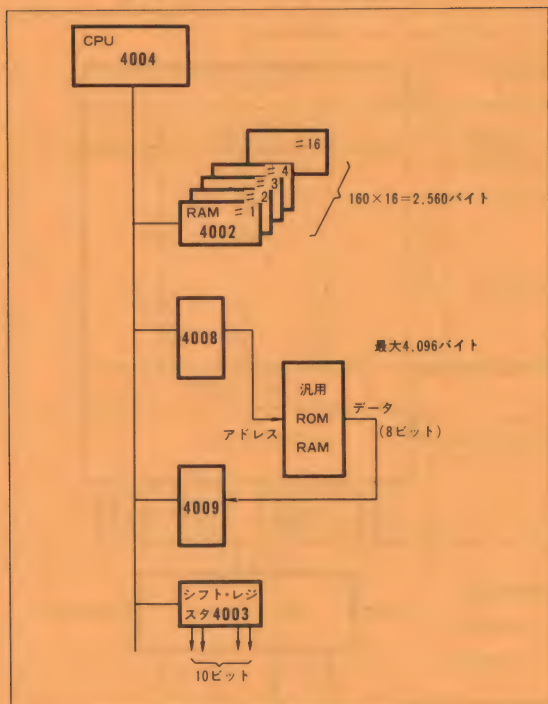 CPU
4004
=16
=4
=3
=2
RAM =1
4002
160×16=2.560バイト
4008
最大4.096バイト
汎用
ROM
RAM
アドレス
データ
(8ビット)
4009
シフト・レジ
スタ4003
10ビット